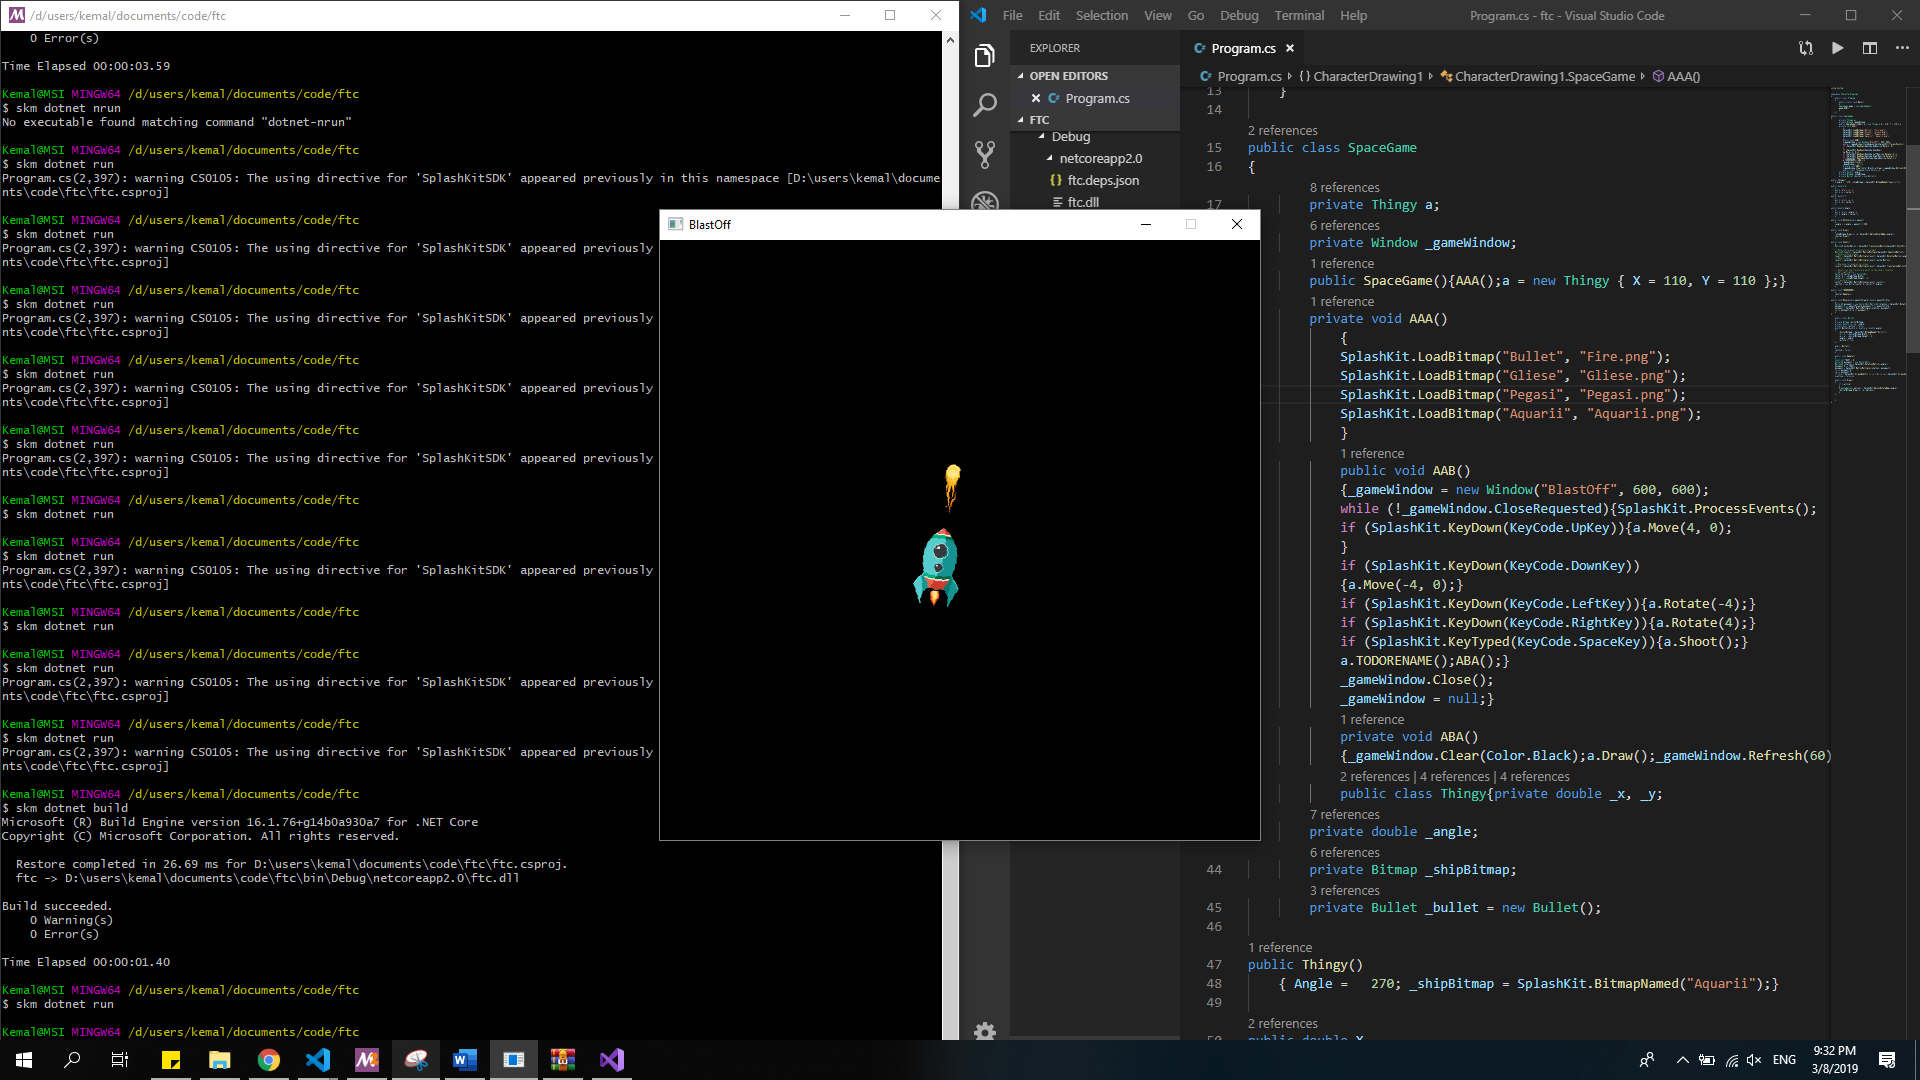 /d/users/kemal/documents/code/ftc
0 Error(s)
Time Elapsed 00:00:03.59
Kemal@MSI MINGW64 /d/users/kemal/documents/code/ftc
$ skm dotnet nrun
No executable found matching command "dotnet-nrun"
Kemal@MSI MINGW64 /d/users/kemal/documents/code/ftc
$ skm dotnet run
Program.cs(2,397): warning CS0105: The using directive for 'SplashKitSDK' appeared previously in this namespace [D:\users\kemal\docume
nts\code\ftc\ftc.csproj]
Kemal@MSI MINGW64 /d/users/kemal/documents/code/ftc
$ skm dotnet run
Program.cs(2,397): warning CS0105: The using directive for 'SplashKitSDK' appeared previously
nts\code\ftc\ftc.csproj]
Kemal@MSI MINGW64 /d/users/kemal/documents/code/ftc
$ skm dotnet run
Program.cs(2,397): warning CS0105: The using directive for 'SplashKitSDK' appeared previously
nts\code\ftc\ftc.csproj]
Kemal@MSI MINGW64 /d/users/kemal/documents/code/ftc
$ skm dotnet run
Program.cs(2,397): warning CS0105: The using directive for 'SplashKitSDK' appeared previously
nts\code\ftc\ftc.csproj]
Kemal@MSI MINGW64 /d/users/kemal/documents/code/ftc
$ skm dotnet run
Program.cs(2,397): warning CS0105: The using directive for 'SplashKitSDK' appeared previously
nts\code\ftc\ftc.csproj]
Kemal@MSI MINGW64 /d/users/kemal/documents/code/ftc
$ skm dotnet run
Kemal@MSI MINGW64 /d/users/kemal/documents/code/ftc
$ skm dotnet run
Program.cs(2,397): warning CS0105: The using directive for 'SplashKitSDK' appeared previously
nts\code\ftc\ftc.csproj]
Kemal@MSI MINGW64 /d/users/kemal/documents/code/ftc
$ skm dotnet run
Kemal@MSI MINGW64 /d/users/kemal/documents/code/ftc
$ skm dotnet run
Program.cs(2,397): warning CS0105: The using directive for 'SplashKitSDK' appeared previously
nts\code\ftc\ftc.csproj]
Kemal@MSI MINGW64 /d/users/kemal/documents/code/ftc
$ skm dotnet run
Program.cs(2,397): warning CS0105: The using directive for 'SplashKitSDK' appeared previously
nts\code\ftc\ftc.csproj]
Kemal@MSI MINGW64 /d/users/kemal/documents/code/ftc
$ skm dotnet build
Microsoft (R) Build Engine version 16.1.76+g14b0a930a7 for .NET Core
Copyright (C) Microsoft Corporation. All rights reserved.
Restore completed in 26.69 ms for D:\users\kemal\documents\code\ftc\ftc.csproj.
ftc -> D:\users\kemal\documents\code\ftc\bin\Debug\netcoreapp2.0\ftc.dll
Build succeeded.
0 Warning(s)
0 Error(s)
Time Elapsed 00:00:01.40
Kemal@MSI MINGW64 /d/users/kemal/documents/code/ftc
$ skm dotnet run
Kemal@MSI MINGW64 /d/users/kemal/documents/code/ftc
BlastOff
File Edit Selection View Go Debug Terminal Help Program.cs - ftc - Visual Studio Code
EXPLORER
OPEN EDITORS
Program.cs
FTC
Debug
netcoreapp2.0
{} ftc.deps.json
ftc.dll
Program.cs
Program.cs {} CharacterDrawing1 CharacterDrawing1.SpaceGame AAA()
13 }
14
2 references
15 public class SpaceGame
16 {
8 references
17 private Thingy a;
6 references
private Window _gameWindow;
1 reference
public SpaceGame(){AAA();a = new Thingy { X = 110, Y = 110 };}
1 reference
private void AAA()
{
SplashKit.LoadBitmap("Bullet", "Fire.png");
SplashKit.LoadBitmap("Gliese", "Gliese.png");
SplashKit.LoadBitmap("Pegasi", "Pegasi.png");
SplashKit.LoadBitmap("Aquarii", "Aquarii.png");
}
1 reference
public void AAB()
{_gameWindow = new Window("BlastOff", 600, 600);
while (!_gameWindow.CloseRequested){SplashKit.ProcessEvents();
if (SplashKit.KeyDown(KeyCode.UpKey)){a.Move(4, 0);
}
if (SplashKit.KeyDown(KeyCode.DownKey))
{a.Move(-4, 0);}
if (SplashKit.KeyDown(KeyCode.LeftKey)){a.Rotate(-4);}
if (SplashKit.KeyDown(KeyCode.RightKey)){a.Rotate(4);}
if (SplashKit.KeyTyped(KeyCode.SpaceKey)){a.Shoot();}
a.TODORENAME();ABA();}
_gameWindow.Close();
_gameWindow = null;}
1 reference
private void ABA()
{_gameWindow.Clear(Color.Black);a.Draw();_gameWindow.Refresh(60)
2 references | 4 references | 4 references
public class Thingy{private double _x, _y;
7 references
private double _angle;
6 references
44 private Bitmap _shipBitmap;
3 references
45 private Bullet _bullet = new Bullet();
46
1 reference
47 public Thingy()
48 { Angle = 270; _shipBitmap = SplashKit.BitmapNamed("Aquarii");}
49
2 references
50 public double X
ENG
9:32 PM
3/8/2019